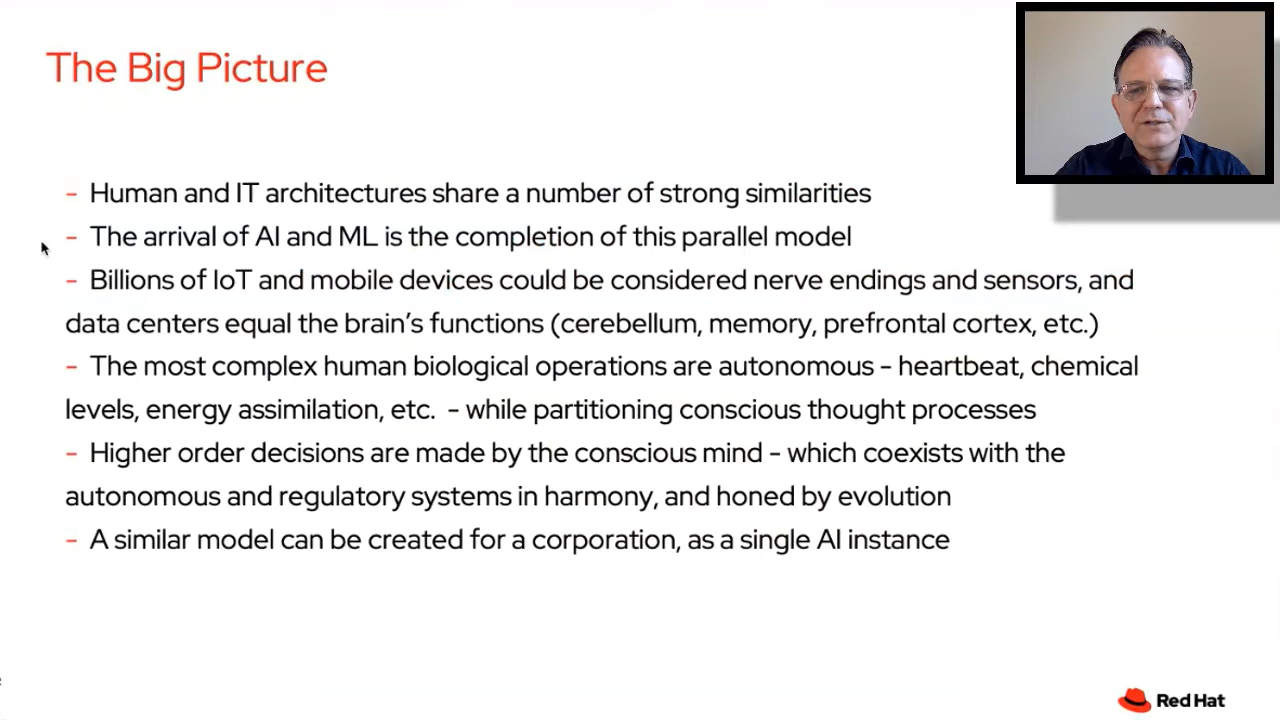 The Big Picture
- Human and IT architectures share a number of strong similarities
- The arrival of AI and ML is the completion of this parallel model
- Billions of IoT and mobile devices could be considered nerve endings and sensors, and
data centers equal the brain’s functions (cerebellum, memory, prefrontal cortex, etc.)
- The most complex human biological operations are autonomous - heartbeat, chemical
levels, energy assimilation, etc.  - while partitioning conscious thought processes
- Higher order decisions are made by the conscious mind - which coexists with the
autonomous and regulatory systems in harmony, and honed by evolution
- A similar model can be created for a corporation, as a single AI instance
Red Hat